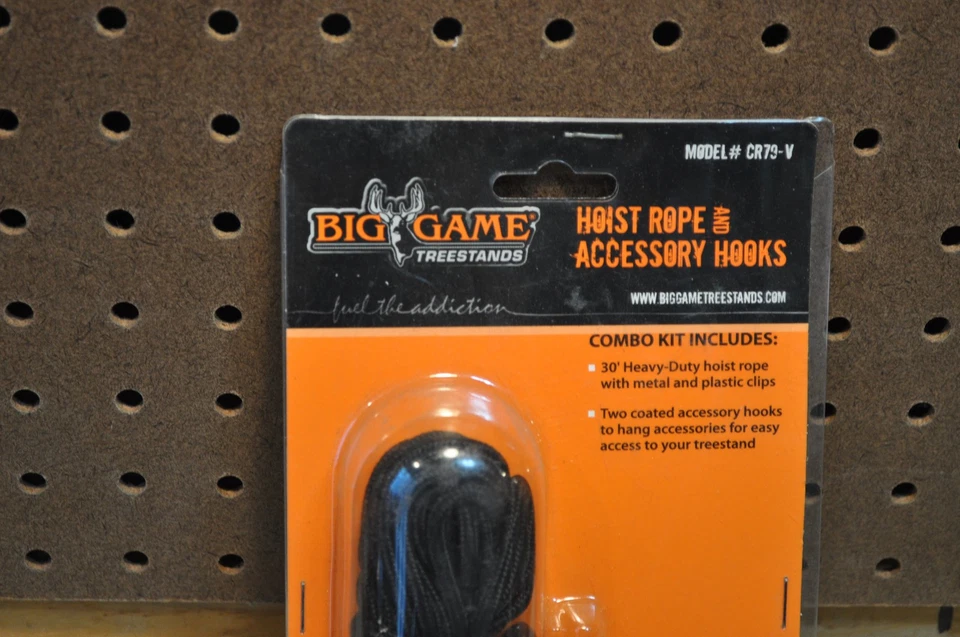 MODEL# CR79-V
BIG GAME®
TREESTANDS
HOIST ROPE AND
ACCESSORY HOOKS
WWW.BIGGAMETREESTANDS.COM
fuel the addiction
COMBO KIT INCLUDES:
30' Heavy-Duty hoist rope
with metal and plastic clips
Two coated accessory hooks
to hang accessories for easy
access to your treestand